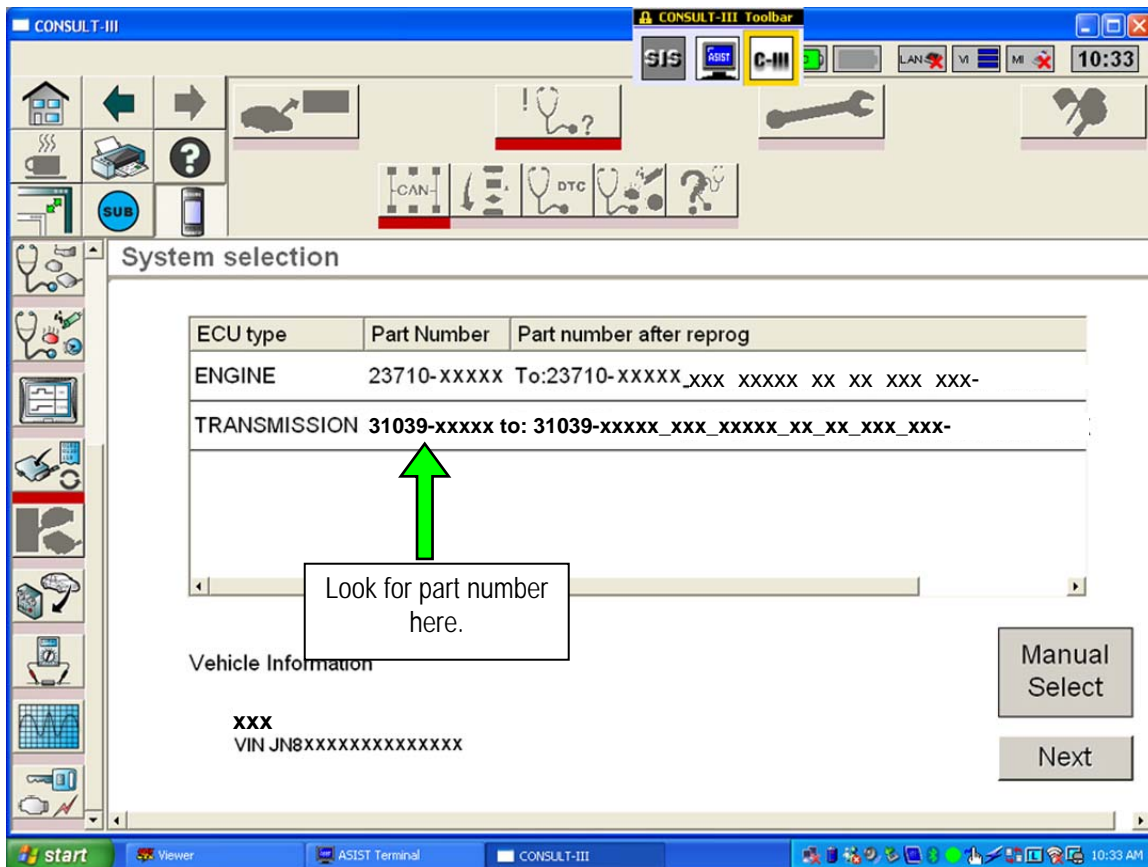 CONSULT-III
CONSULT-III Toolbar
SIS
ASIST
C-III
LAN
VI
MI
10:33
!
?
?
SUB
-CAN-
DTC
?
System selection
ECU type Part Number Part number after reprog
ENGINE 23710-XXXXX To:23710-XXXXX_XXX XXXXX XX XX XXX XXX-
TRANSMISSION 31039-xxxxx to: 31039-xxxxx_xxx_xxxxx_xx_xx_xxx_xxx-
Look for part number
here.
Vehicle Information
xxx
VIN JN8XXXXXXXXXXXXXX
Manual
Select
Next
start
Viewer
ASIST Terminal
CONSULT-III
10:33 AM